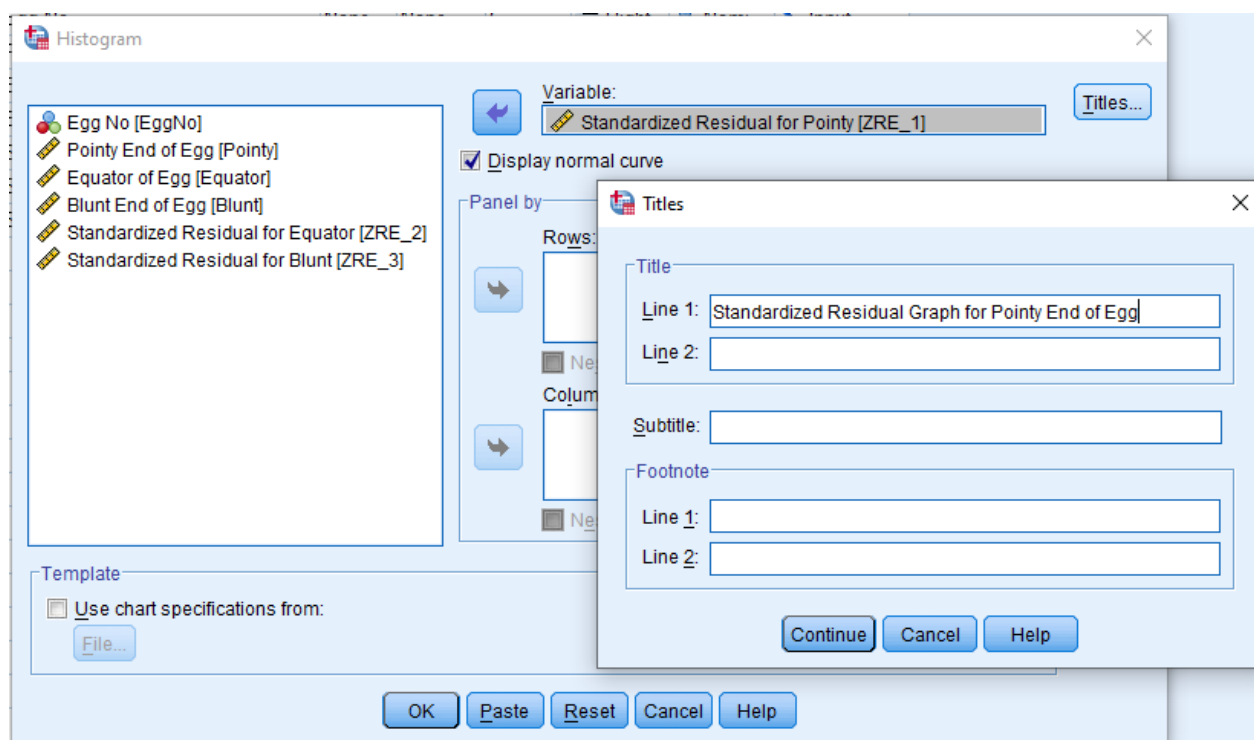 Histogram
Variable:
Titles...
Egg No [EggNo]
Pointy End of Egg [Pointy]
Equator of Egg [Equator]
Blunt End of Egg [Blunt]
Standardized Residual for Equator [ZRE_2]
Standardized Residual for Blunt [ZRE_3]
Standardized Residual for Pointy [ZRE_1]
Display normal curve
Panel by
Rows:
Ne
Colum
Ne
Titles
Title
Line 1: Standardized Residual Graph for Pointy End of Egg
Line 2:
Subtitle:
Footnote
Line 1:
Line 2:
Continue Cancel Help
Template
Use chart specifications from:
File...
OK Paste Reset Cancel Help